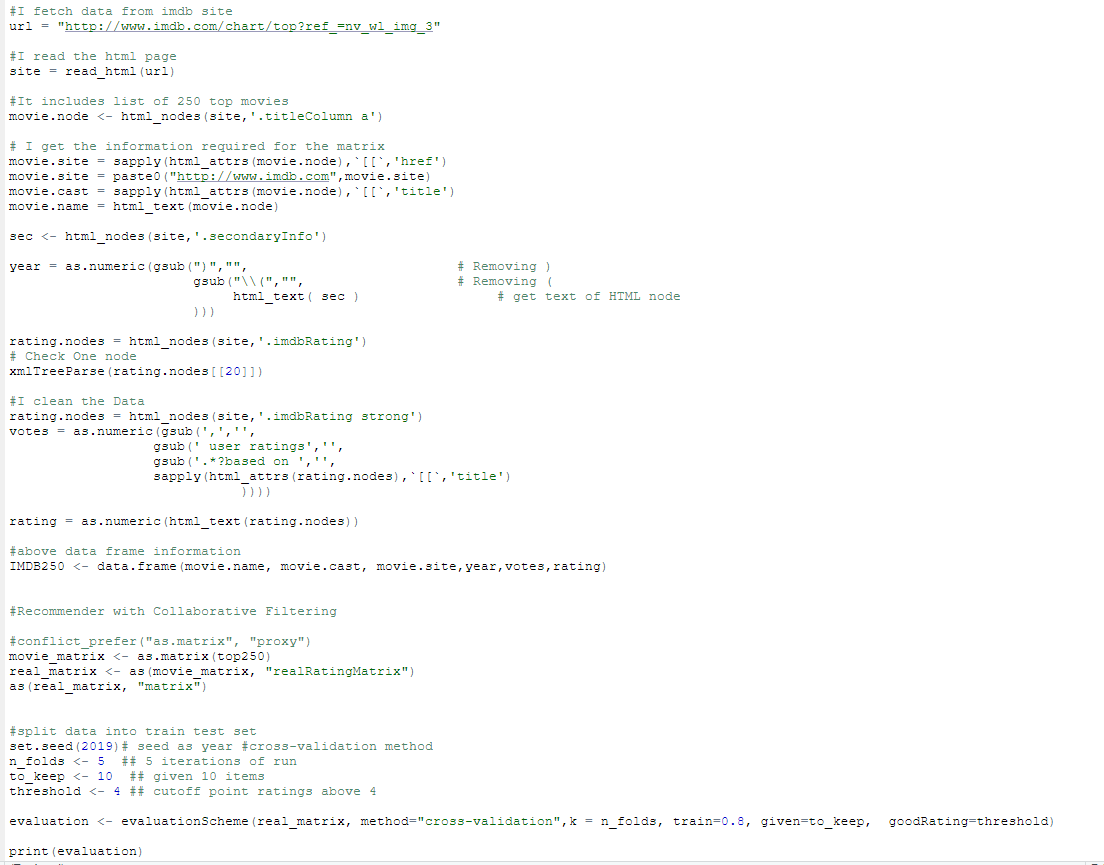 #I fetch data from imdb site
url = "http://www.imdb.com/chart/top?ref_=nv_wl_img_3"
#I read the html page
site = read_html(url)
#It includes list of 250 top movies
movie.node <- html_nodes(site,'.titleColumn a')
# I get the information required for the matrix
movie.site = sapply(html_attrs(movie.node),`[[`,'href')
movie.site = paste0("http://www.imdb.com",movie.site)
movie.cast = sapply(html_attrs(movie.node),`[[`,'title')
movie.name = html_text(movie.node)
sec <- html_nodes(site,'.secondaryInfo')
year = as.numeric(gsub(")","", # Removing )
gsub("\\(","", # Removing (
html_text( sec ) # get text of HTML node
)))
rating.nodes = html_nodes(site,'.imdbRating')
# Check One node
xmlTreeParse(rating.nodes[[20]])
#I clean the Data
rating.nodes = html_nodes(site,'.imdbRating strong')
votes = as.numeric(gsub(',','',
gsub(' user ratings','',
gsub('.*?based on ','',
sapply(html_attrs(rating.nodes),`[[`,'title')
))))
rating = as.numeric(html_text(rating.nodes))
#above data frame information
IMDB250 <- data.frame(movie.name, movie.cast, movie.site,year,votes,rating)
#Recommender with Collaborative Filtering
#conflict_prefer("as.matrix", "proxy")
movie_matrix <- as.matrix(top250)
real_matrix <- as(movie_matrix, "realRatingMatrix")
as(real_matrix, "matrix")
#split data into train test set
set.seed(2019)# seed as year #cross-validation method
n_folds <- 5 ## 5 iterations of run
to_keep <- 10 ## given 10 items
threshold <- 4 ## cutoff point ratings above 4
evaluation <- evaluationScheme(real_matrix, method="cross-validation",k = n_folds, train=0.8, given=to_keep, goodRating=threshold)
print(evaluation)